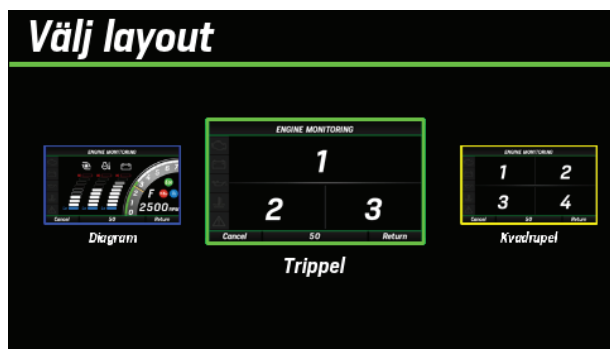 Välj layout
ENGINE MONITORING
F
2500 RPM
Cancel 50 Return
Diagram
ENGINE MONITORING
1
2 3
Cancel 50 Return
Trippel
ENGINE MONITORING
1 2
3 4
Cancel 50 Return
Kvadrupel